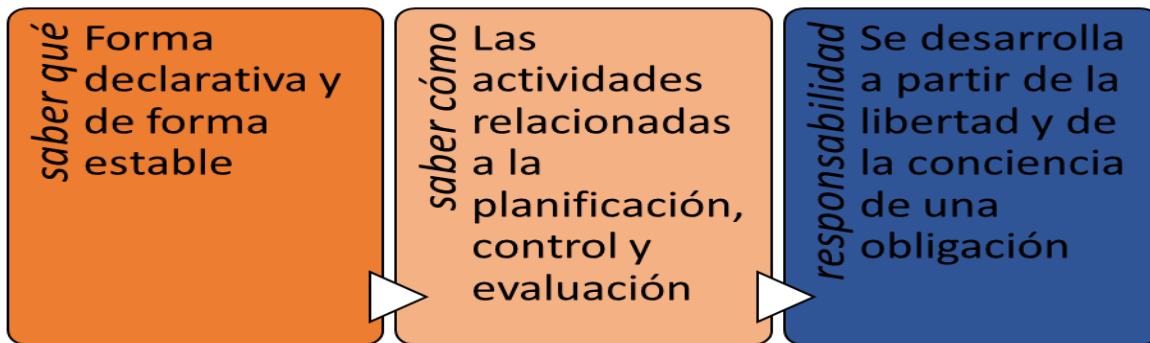 saber qué
Forma
declarativa y
de forma
estable
saber cómo
Las
actividades
relacionadas
a la
planificación,
control y
evaluación
responsabilidad
Se desarrolla
a partir de la
libertad y de
la conciencia
de una
obligación